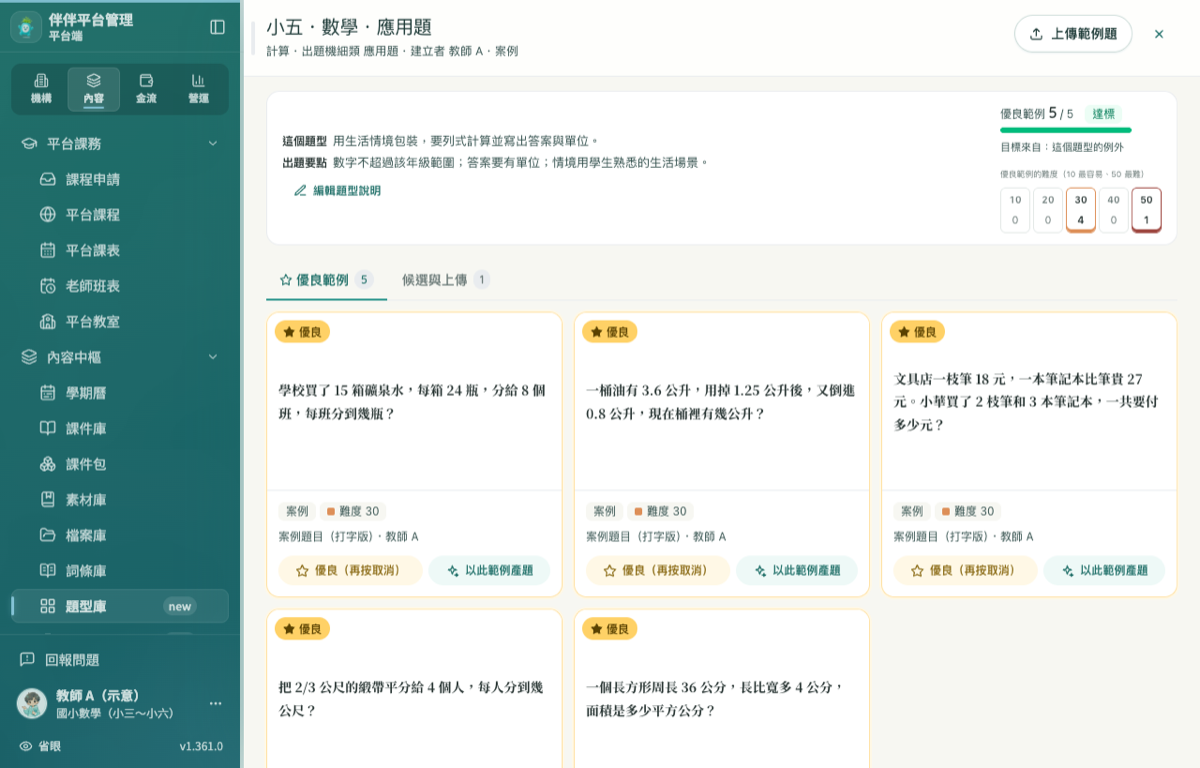 伴伴平台管理
平台端
機構
內容
金流
營運
平台課務
課程申請
平台課程
平台課表
老師班表
平台教室
內容中樞
學期曆
課件庫
課件包
素材庫
檔案庫
詞條庫
題型庫 new
回報問題
教師 A（示意）
國小數學（小三～小六）
省眼 v1.361.0
小五・數學・應用題
計算・出題機細類 應用題・建立者 教師 A・案例
上傳範例題
這個題型 用生活情境包裝，要列式計算並寫出答案與單位。
出題要點 數字不超過該年級範圍；答案要有單位；情境用學生熟悉的生活場景。
編輯題型說明
優良範例 5 / 5 達標
目標來自：這個題型的例外
優良範例的難度（10 最容易・50 最難）
10 20 30 40 50
0 0 4 0 1
優良範例 5
候選與上傳 1
優良
學校買了 15 箱礦泉水，每箱 24 瓶，分給 8 個
班，每班分到幾瓶？
案例 難度 30
案例題目（打字版）・教師 A
優良（再按取消） 以此範例產題
優良
一桶油有 3.6 公升，用掉 1.25 公升後，又倒進
0.8 公升，現在桶裡有幾公升？
案例 難度 30
案例題目（打字版）・教師 A
優良（再按取消） 以此範例產題
優良
文具店一枝筆 18 元，一本筆記本比筆貴 27
元。小華買了 2 枝筆和 3 本筆記本，一共要付
多少元？
案例 難度 30
案例題目（打字版）・教師 A
優良（再按取消） 以此範例產題
優良
把 2/3 公尺的緞帶平分給 4 個人，每人分到幾
公尺？
優良
一個長方形周長 36 公分，長比寬多 4 公分，
面積是多少平方公分？